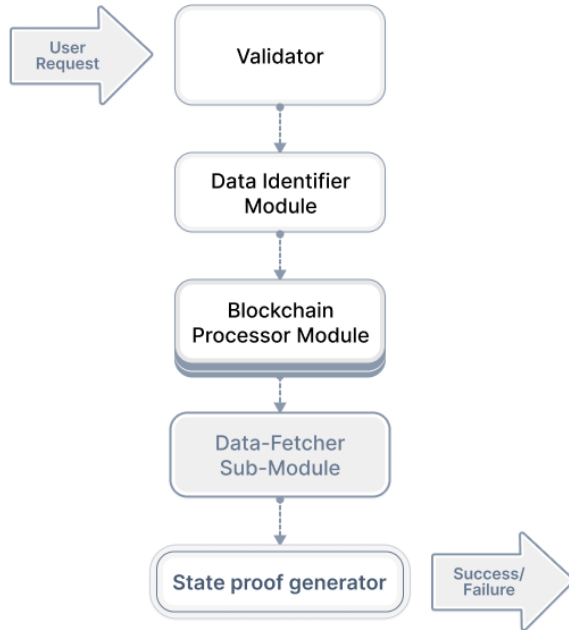 User
Request
Validator
Data Identifier
Module
Blockchain
Processor Module
Data-Fetcher
Sub-Module
State proof generator
Success/
Failure